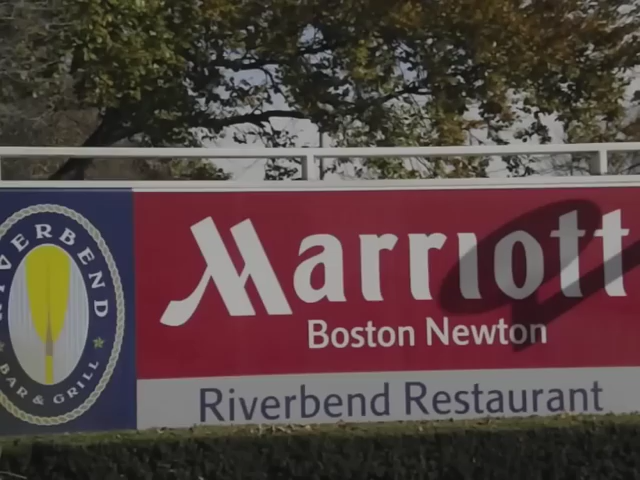 RIVERBEND
BAR & GRILL
Marriott
Boston Newton
Riverbend Restaurant